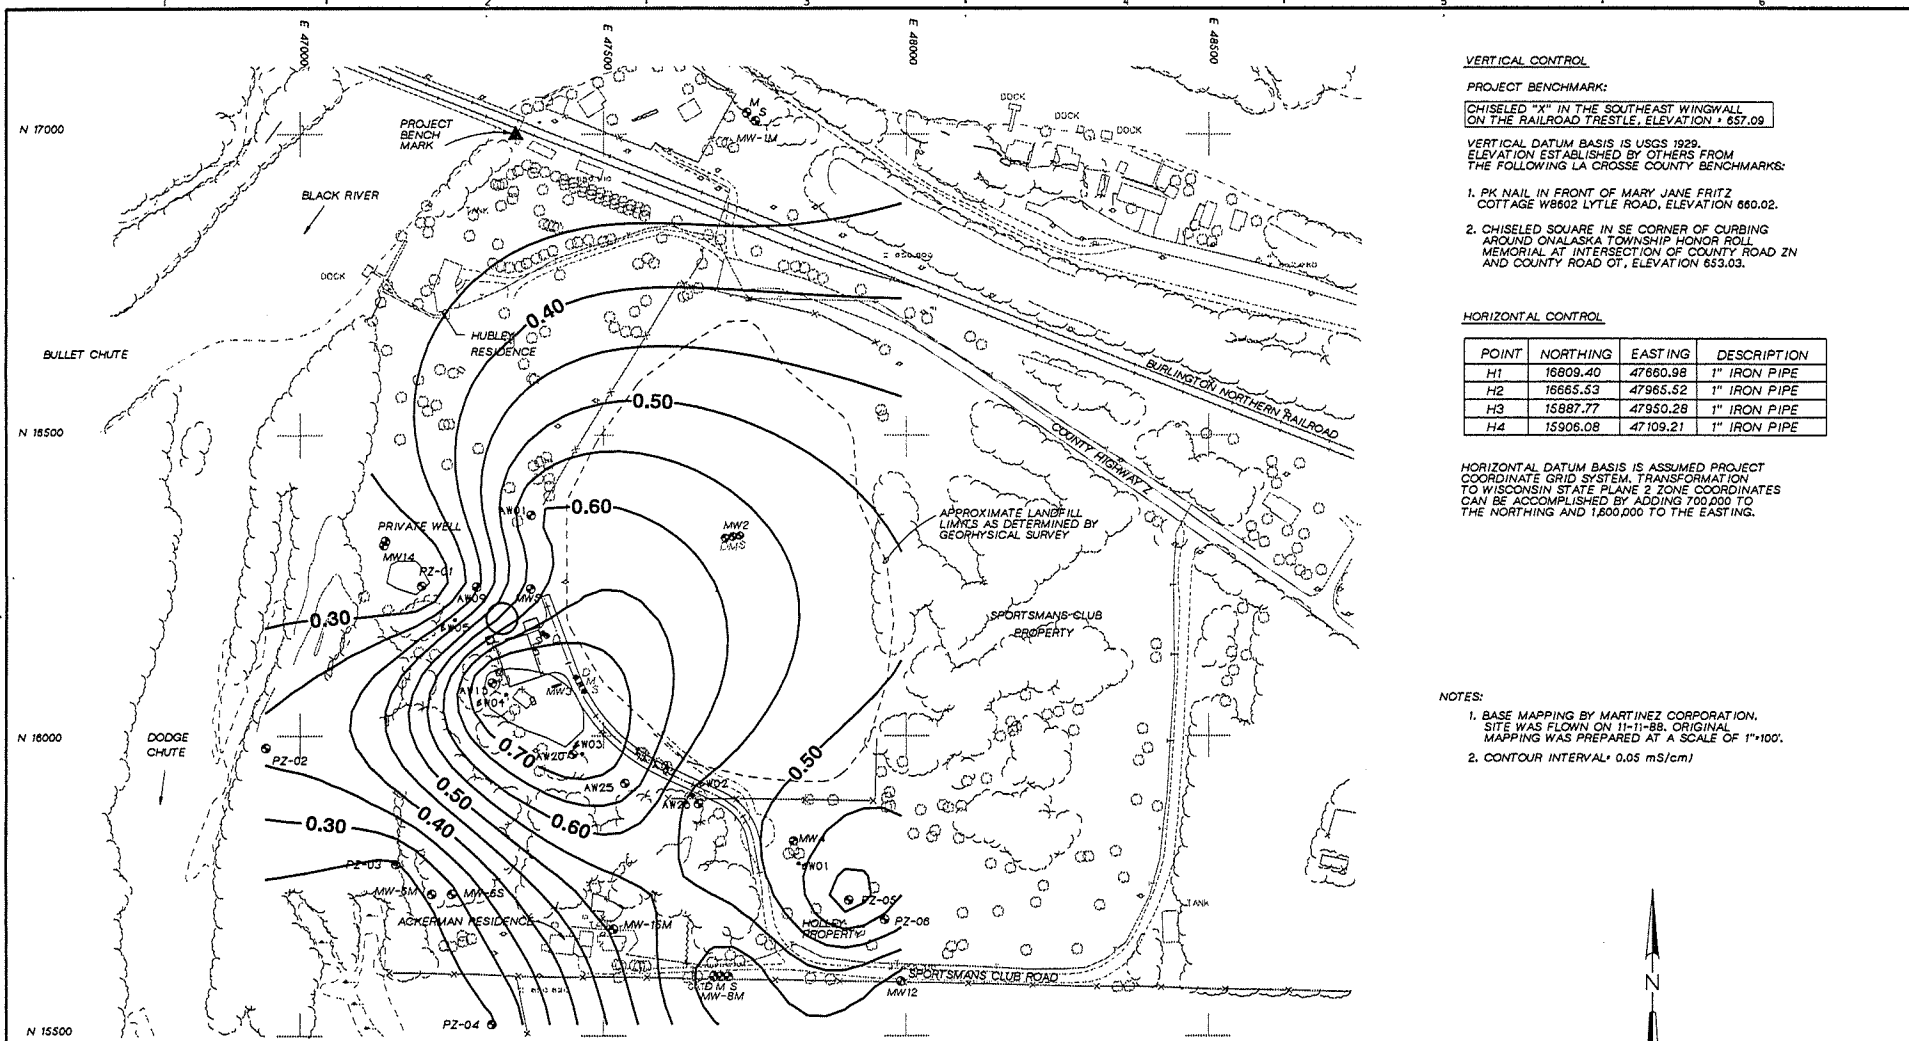 1 2 3 4 5 6
E 47000
E 47500
E 48000
E 48500
N 17000
N 16500
N 16000
N 15500
PROJECT
BENCH
MARK
BLACK RIVER
DOCK
DOCK
DOCK
DOCK
M
S
MW-1M
TANK
HUBLEY
RESIDENCE
BULLET CHUTE
0.40
0.50
0.60
BURLINGTON NORTHERN RAILROAD
COUNTY HIGHWAY Z
APPROXIMATE LANDFILL
LIMITS AS DETERMINED BY
GEOPHYSICAL SURVEY
AW01
MW2
PRIVATE WELL
MW14
PZ-01
AW09
MW5
0.30
SPORTSMANS CLUB
PROPERTY
MW3
M
S
DODGE
CHUTE
PZ-02
0.70
AW20
AW25
AW26
0.50
0.50
0.40
0.60
0.30
MW4
PZ-03
MW-6M
MW-6S
PZ-05
PZ-06
ACKERMAN RESIDENCE
MW-15M
HOLLEY
PROPERTY
TANK
SPORTSMANS CLUB ROAD
D M S
MW-8M
MW12
PZ-04
VERTICAL CONTROL
PROJECT BENCHMARK:
CHISELED "X" IN THE SOUTHEAST WINGWALL
ON THE RAILROAD TRESTLE, ELEVATION = 657.09
VERTICAL DATUM BASIS IS USGS 1929.
ELEVATION ESTABLISHED BY OTHERS FROM
THE FOLLOWING LA CROSSE COUNTY BENCHMARKS:
1. PK NAIL IN FRONT OF MARY JANE FRITZ
COTTAGE W8602 LYTLE ROAD, ELEVATION 660.02.
2. CHISELED SQUARE IN SE CORNER OF CURBING
AROUND ONALASKA TOWNSHIP HONOR ROLL
MEMORIAL AT INTERSECTION OF COUNTY ROAD ZN
AND COUNTY ROAD OT, ELEVATION 653.03.
HORIZONTAL CONTROL
POINT NORTHING EASTING DESCRIPTION
H1 16809.40 47660.98 1" IRON PIPE
H2 16665.53 47965.52 1" IRON PIPE
H3 15887.77 47950.28 1" IRON PIPE
H4 15906.08 47109.21 1" IRON PIPE
HORIZONTAL DATUM BASIS IS ASSUMED PROJECT
COORDINATE GRID SYSTEM. TRANSFORMATION
TO WISCONSIN STATE PLANE 2 ZONE COORDINATES
CAN BE ACCOMPLISHED BY ADDING 700,000 TO
THE NORTHING AND 1,600,000 TO THE EASTING.
NOTES:
1. BASE MAPPING BY MARTINEZ CORPORATION.
SITE WAS FLOWN ON 11-11-88. ORIGINAL
MAPPING WAS PREPARED AT A SCALE OF 1"=100'.
2. CONTOUR INTERVAL= 0.05 mS/cm)
N